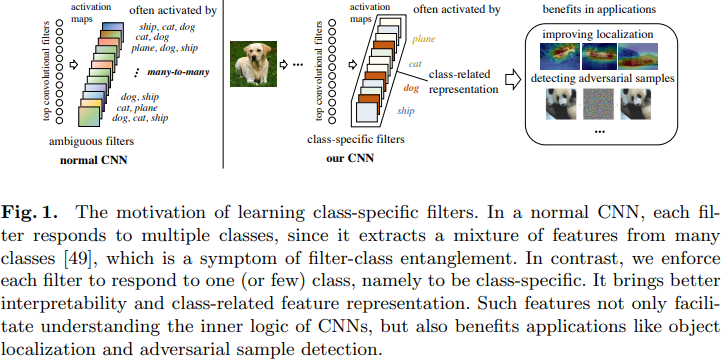 activation maps
often activated by
top convolutional filters
ship, cat, dog
cat, dog
plane, dog, ship
many-to-many
dog, ship
cat, plane
dog, cat, ship
ambiguous filters
normal CNN
...
activation maps
often activated by
top convolutional filters
plane
cat
dog
ship
class-related
representation
class-specific filters
our CNN
benefits in applications
improving localization
detecting adversarial samples
...
Fig. 1. The motivation of learning class-specific filters. In a normal CNN, each fil-
ter responds to multiple classes, since it extracts a mixture of features from many
classes [49], which is a symptom of filter-class entanglement. In contrast, we enforce
each filter to respond to one (or few) class, namely to be class-specific. It brings better
interpretability and class-related feature representation. Such features not only facili-
tate understanding the inner logic of CNNs, but also benefits applications like object
localization and adversarial sample detection.